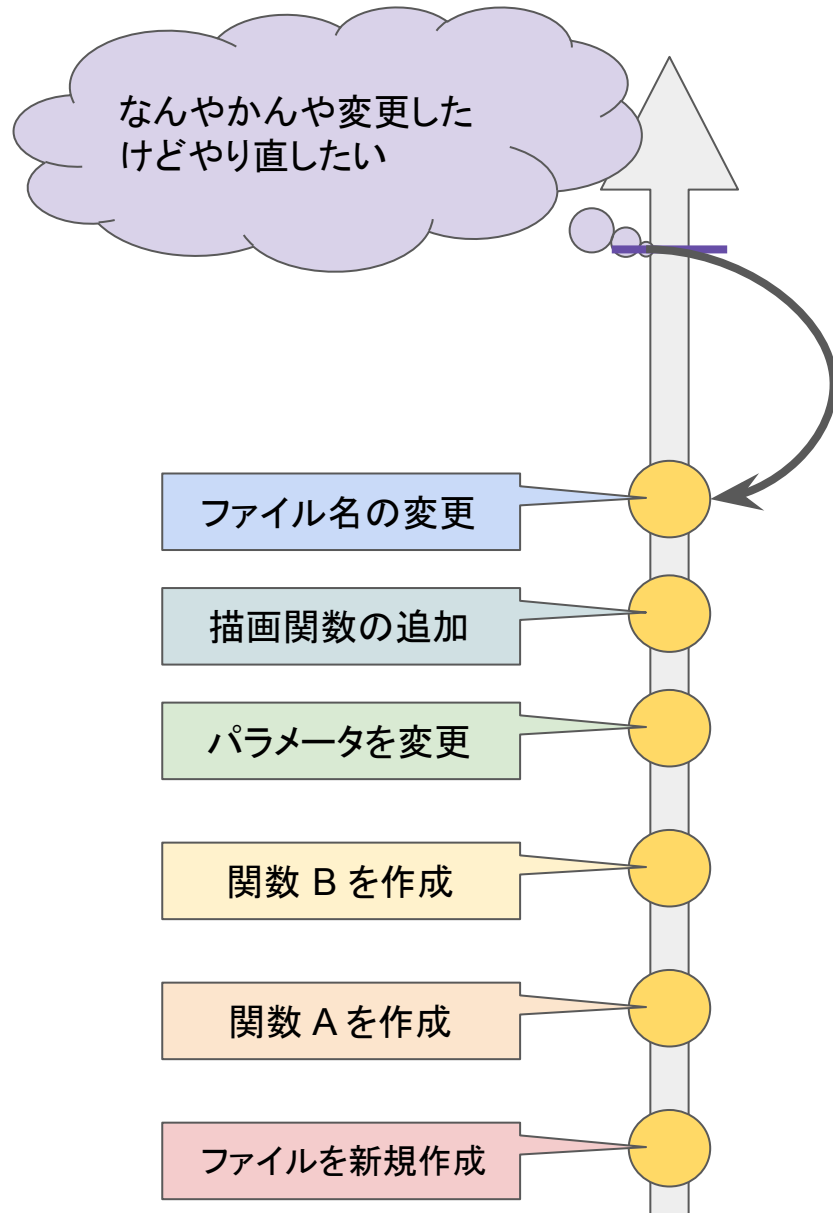 なんやかんや変更した
けどやり直したい
ファイル名の変更
描画関数の追加
パラメータを変更
関数 B を作成
関数 A を作成
ファイルを新規作成